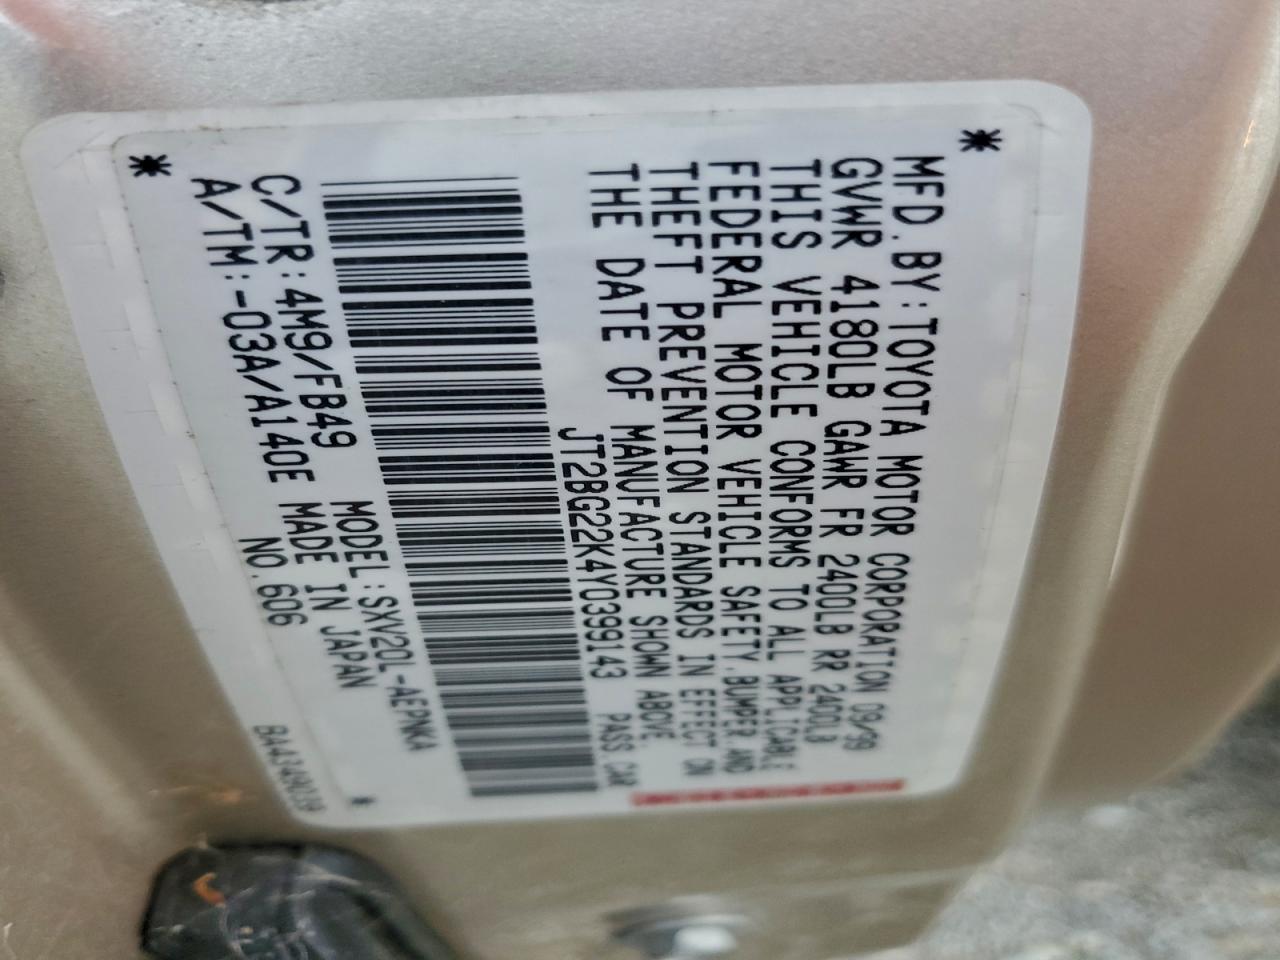 MFD.BY:TOYOTA MOTOR CORPORATION 09/99
GVWR 4180LB GAWR FR 2400LB RR 2400LB
THIS VEHICLE CONFORMS TO ALL APPLICABLE
FEDERAL MOTOR VEHICLE SAFETY.BUMPER.AND
THEFT PREVENTION STANDARDS IN EFFECT ON
THE DATE OF MANUFACTURE SHOWN ABOVE.
JT2BG22K4Y0399143 PASS.CAR
C/TR:4M9/FB49 MODEL:SXV20L-AEPNKA
A/TM:-03A/A140E MADE IN JAPAN
NO.606